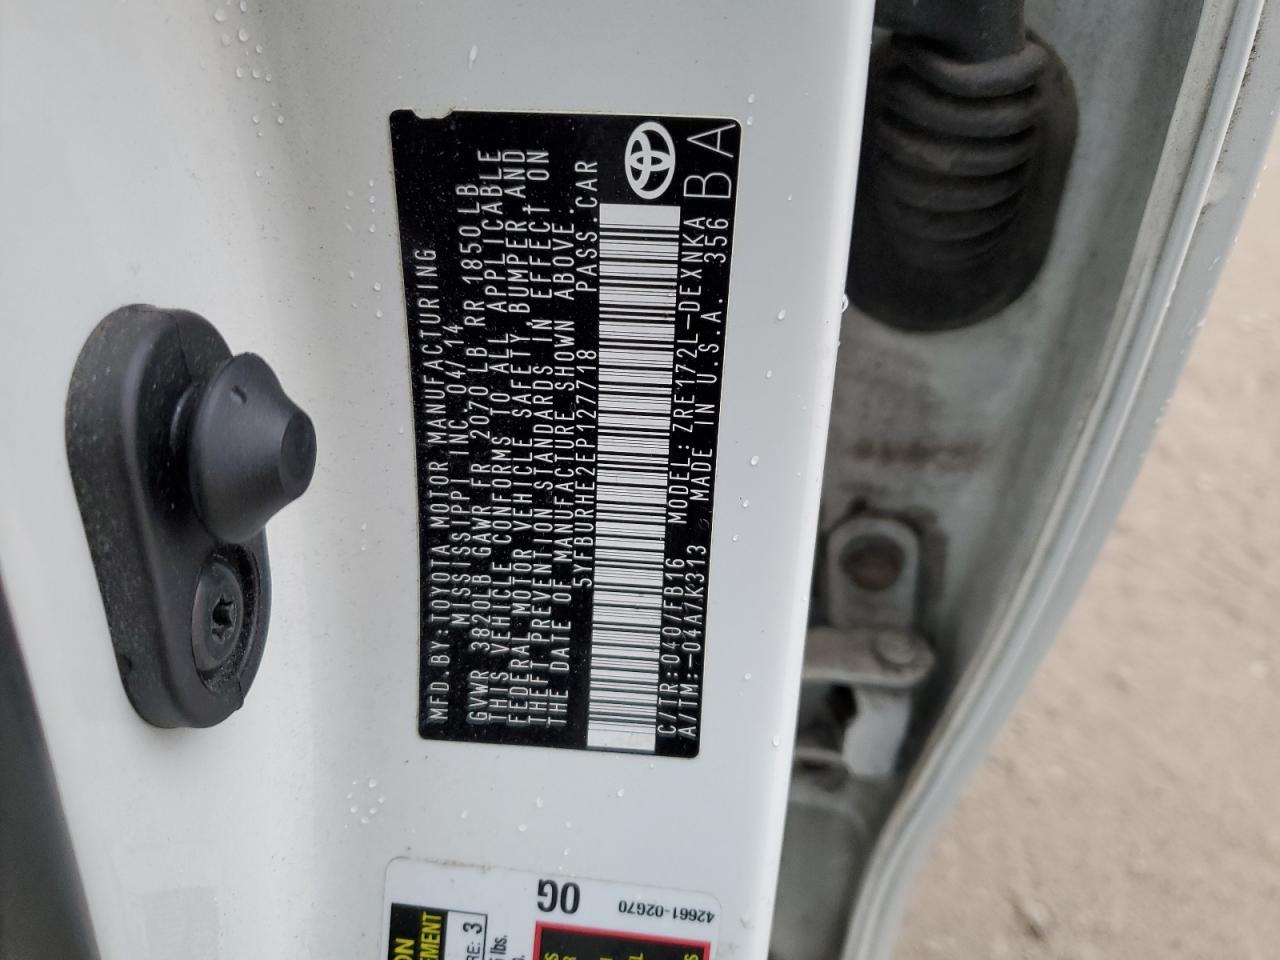 MFD.BY:TOYOTA MOTOR MANUFACTURING
MISSISSIPPI INC.04/14
GVWR 3820LB GAWR FR 2070 LB RR 1850LB
THIS VEHICLE CONFORMS TO ALL APPLICABLE
FEDERAL MOTOR VEHICLE SAFETY, BUMPER AND
THEFT PREVENTION STANDARDS IN EFFECT ON
THE DATE OF MANUFACTURE SHOWN ABOVE.
5YFBURHE2EP127718 PASS.CAR
C/TR:040/FB16 MODEL:ZRE172L-DEXNKA
A/TM:-04A/K313 MADE IN U.S.A. 356
BA
0G
42661-02G70